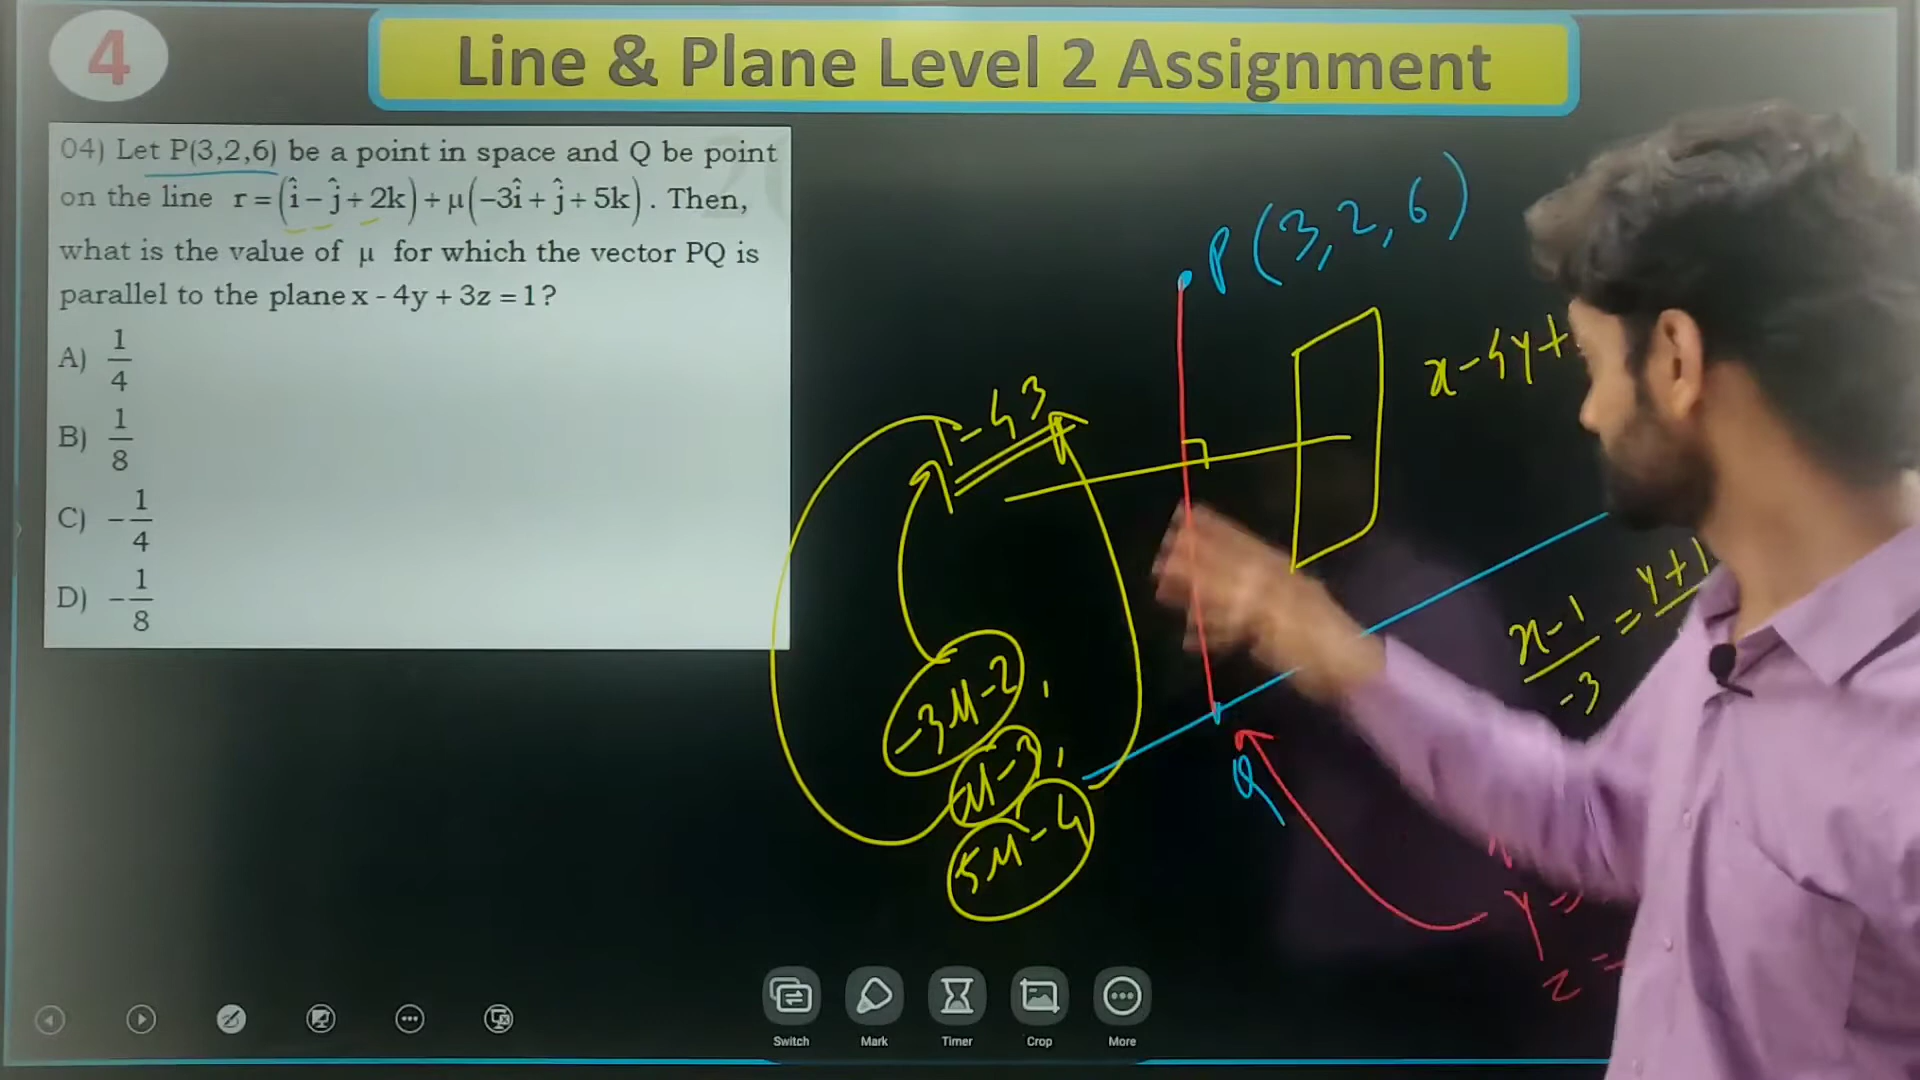 4
Line & Plane Level 2 Assignment
04) Let P(3,2,6) be a point in space and Q be point
on the line r = (î − ĵ + 2k) + μ(−3î + ĵ + 5k). Then,
what is the value of μ for which the vector PQ is
parallel to the plane x - 4y + 3z = 1?
A) 1/4
B) 1/8
C) -1/4
D) -1/8
P(3,2,6)
x-4y+
1 -4 3
x-1/-3 = y+1
-3μ-2,
μ-3,
5μ-4
Q
y=
z=
Switch
Mark
Timer
Crop
More